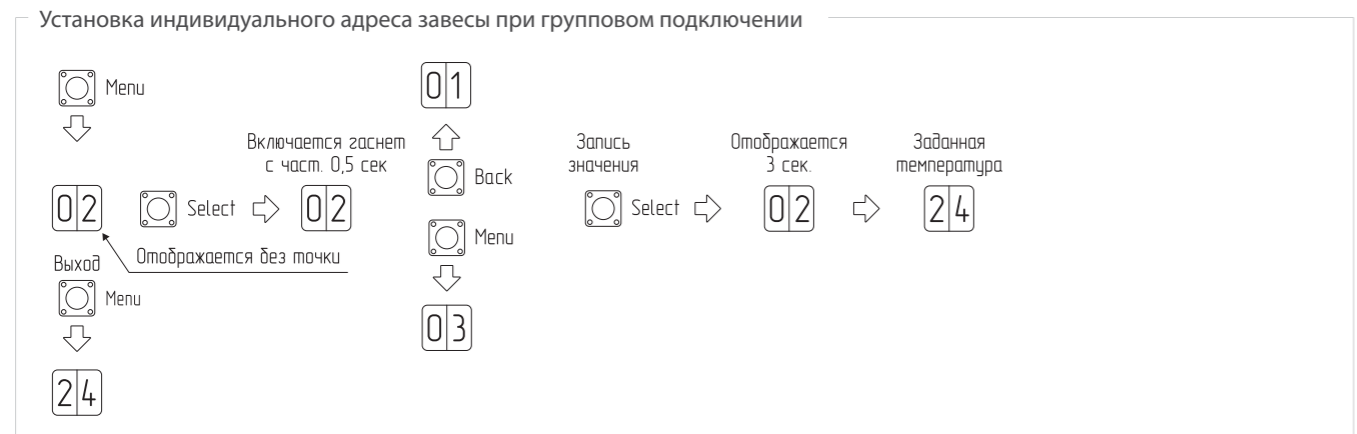 Установка индивидуального адреса завесы при групповом подключении
Menu
02
Select
Включается гаснет
с част. 0,5 сек
02
Отображается без точки
Выход
Menu
24
01
Back
Menu
03
Запись
значения
Select
Отображается
3 сек.
02
Заданная
температура
24